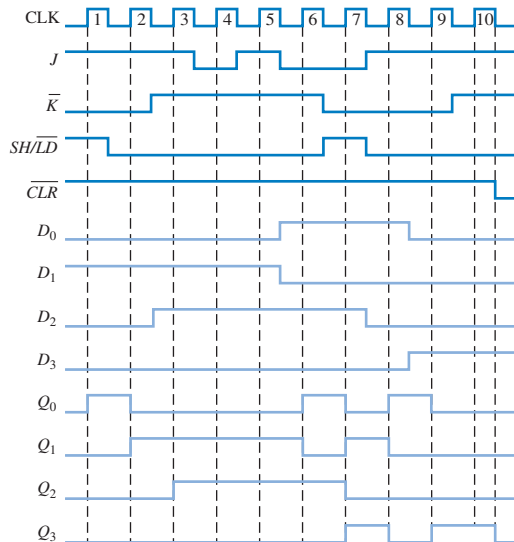 CLK 1 2 3 4 5 6 7 8 9 10
J
K̅
SH/L̅D̅
C̅L̅R̅
D₀
D₁
D₂
D₃
Q₀
Q₁
Q₂
Q₃